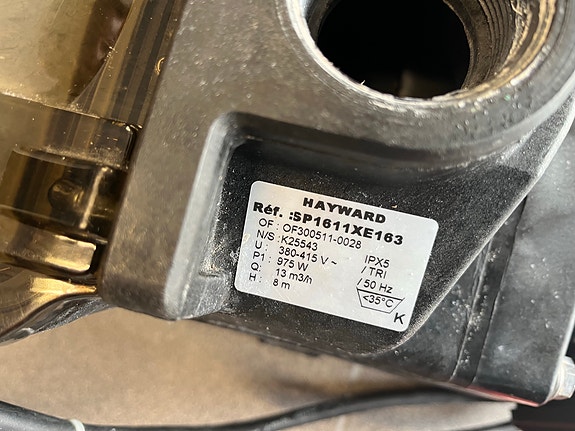 HAYWARD
Réf. :SP1611XE163
OF : OF300511-0028
N/S : K25543 IPX5
U : 380-415 V ~ / TRI
P1 : 975 W / 50 Hz
Q : 13 m3/h <35°C
H : 8 m K